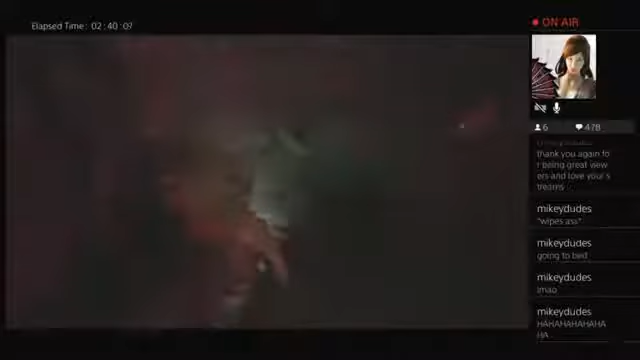 Elapsed Time: 02:40:07
ON AIR
6 478
thank you again fo
r being great view
ers and love your s
treams
mikeydudes
*wipes ass*
mikeydudes
going to bed
mikeydudes
lmao
mikeydudes
HAHAHAHAHAHA
HA